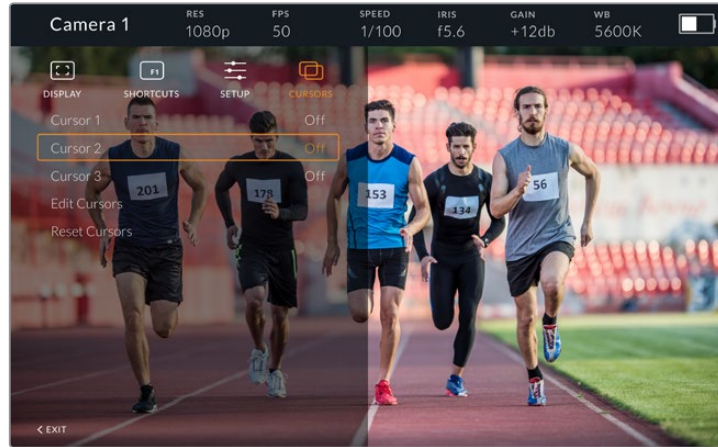 Camera 1
RES FPS SPEED IRIS GAIN WB
1080p 50 1/100 f5.6 +12db 5600K
F1
DISPLAY SHORTCUTS SETUP CURSORS
Cursor 1 Off
Cursor 2 Off
Cursor 3 Off
Edit Cursors
Reset Cursors
201
178
153
134
56
< EXIT